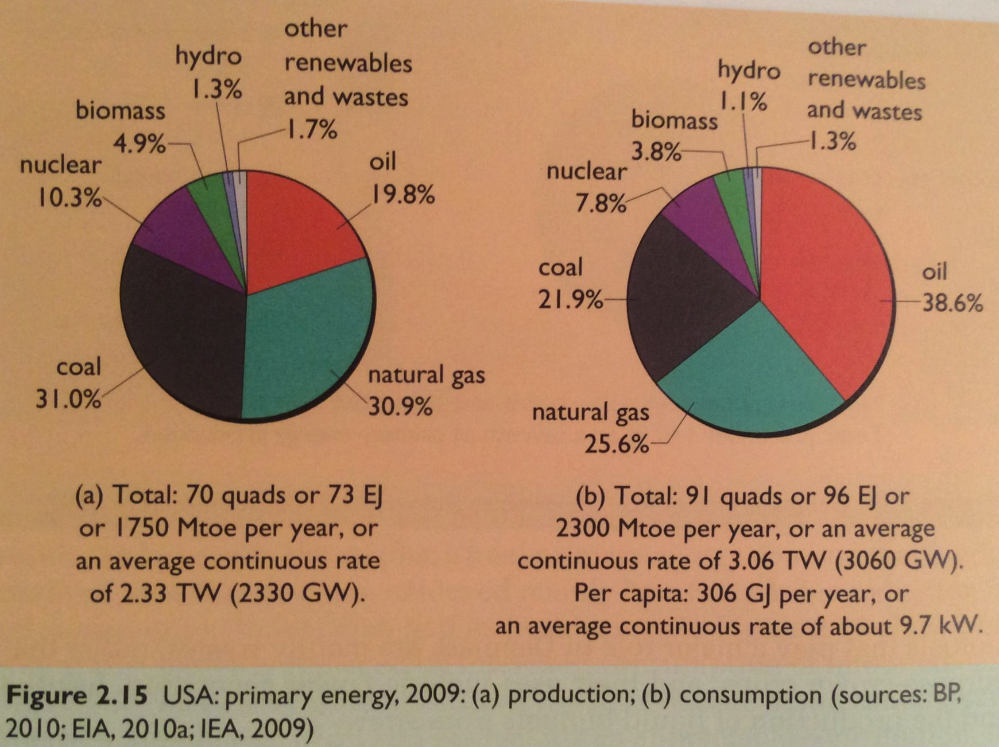 other
renewables
and wastes
1.7%
hydro
1.3%
biomass
4.9%
nuclear
10.3%
oil
19.8%
coal
31.0%
natural gas
30.9%
(a) Total: 70 quads or 73 EJ
or 1750 Mtoe per year, or
an average continuous rate
of 2.33 TW (2330 GW).
other
renewables
and wastes
1.3%
hydro
1.1%
biomass
3.8%
nuclear
7.8%
coal
21.9%
oil
38.6%
natural gas
25.6%
(b) Total: 91 quads or 96 EJ or
2300 Mtoe per year, or an average
continuous rate of 3.06 TW (3060 GW).
Per capita: 306 GJ per year, or
an average continuous rate of about 9.7 kW.
Figure 2.15 USA: primary energy, 2009: (a) production; (b) consumption (sources: BP,
2010; EIA, 2010a; IEA, 2009)